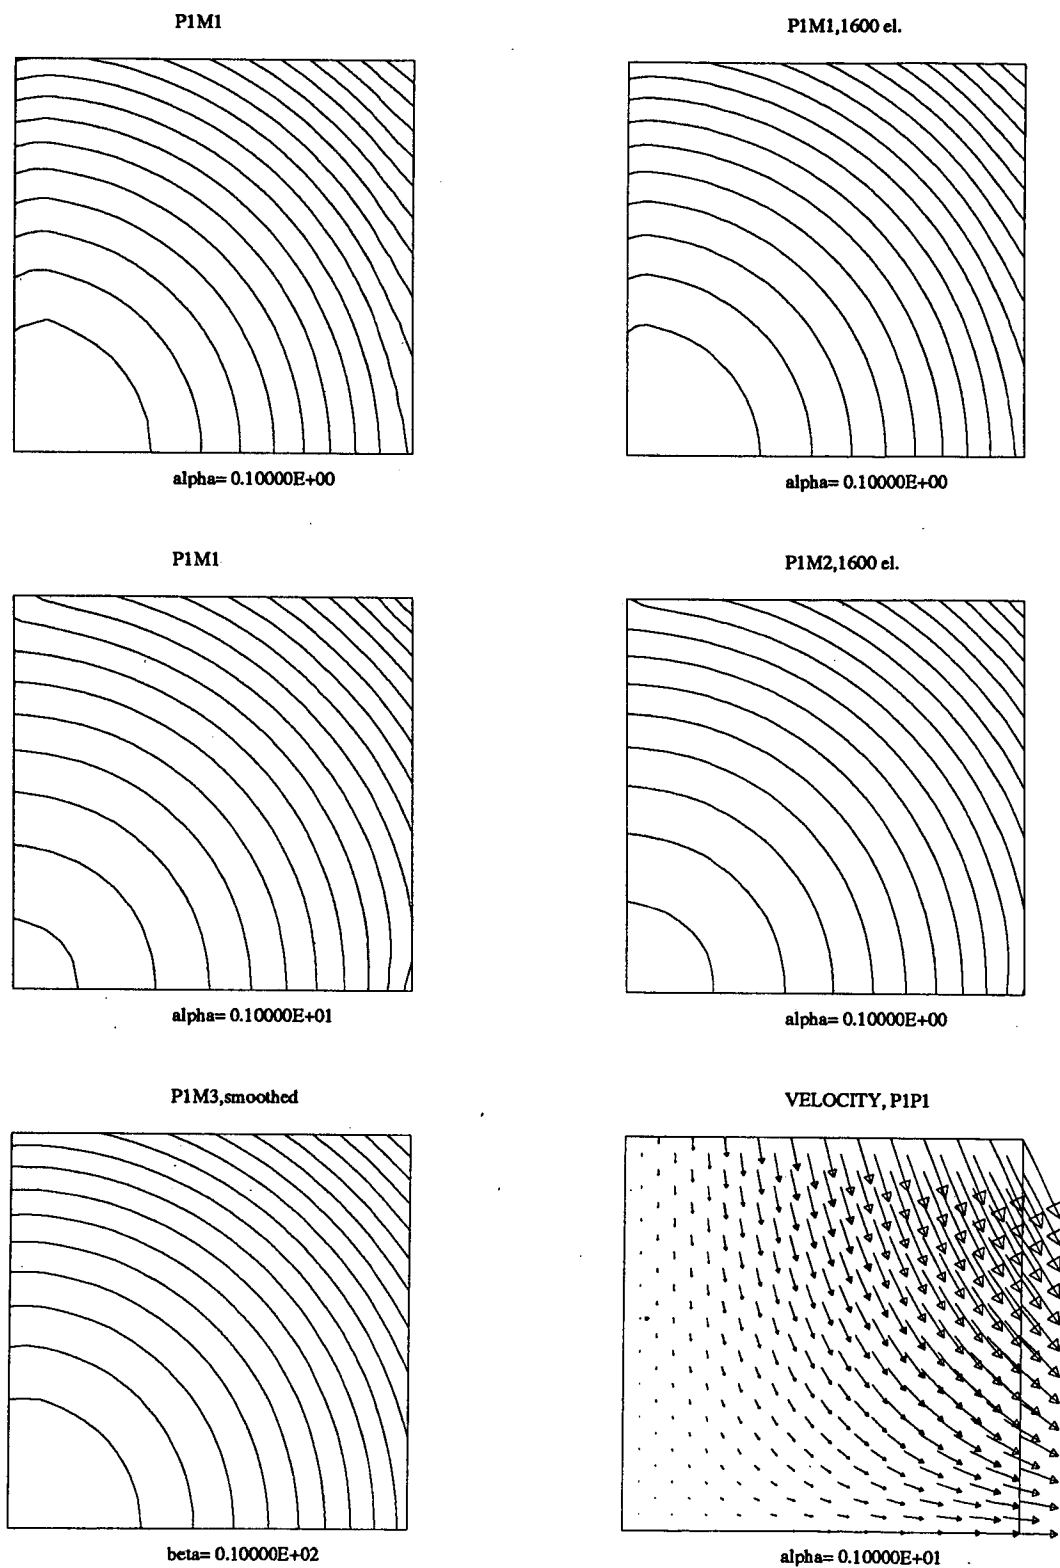 P1M1
P1M1,1600 el.
alpha= 0.10000E+00
alpha= 0.10000E+00
P1M1
P1M2,1600 el.
alpha= 0.10000E+01
alpha= 0.10000E+00
P1M3,smoothed
VELOCITY, P1P1
beta= 0.10000E+02
alpha= 0.10000E+01